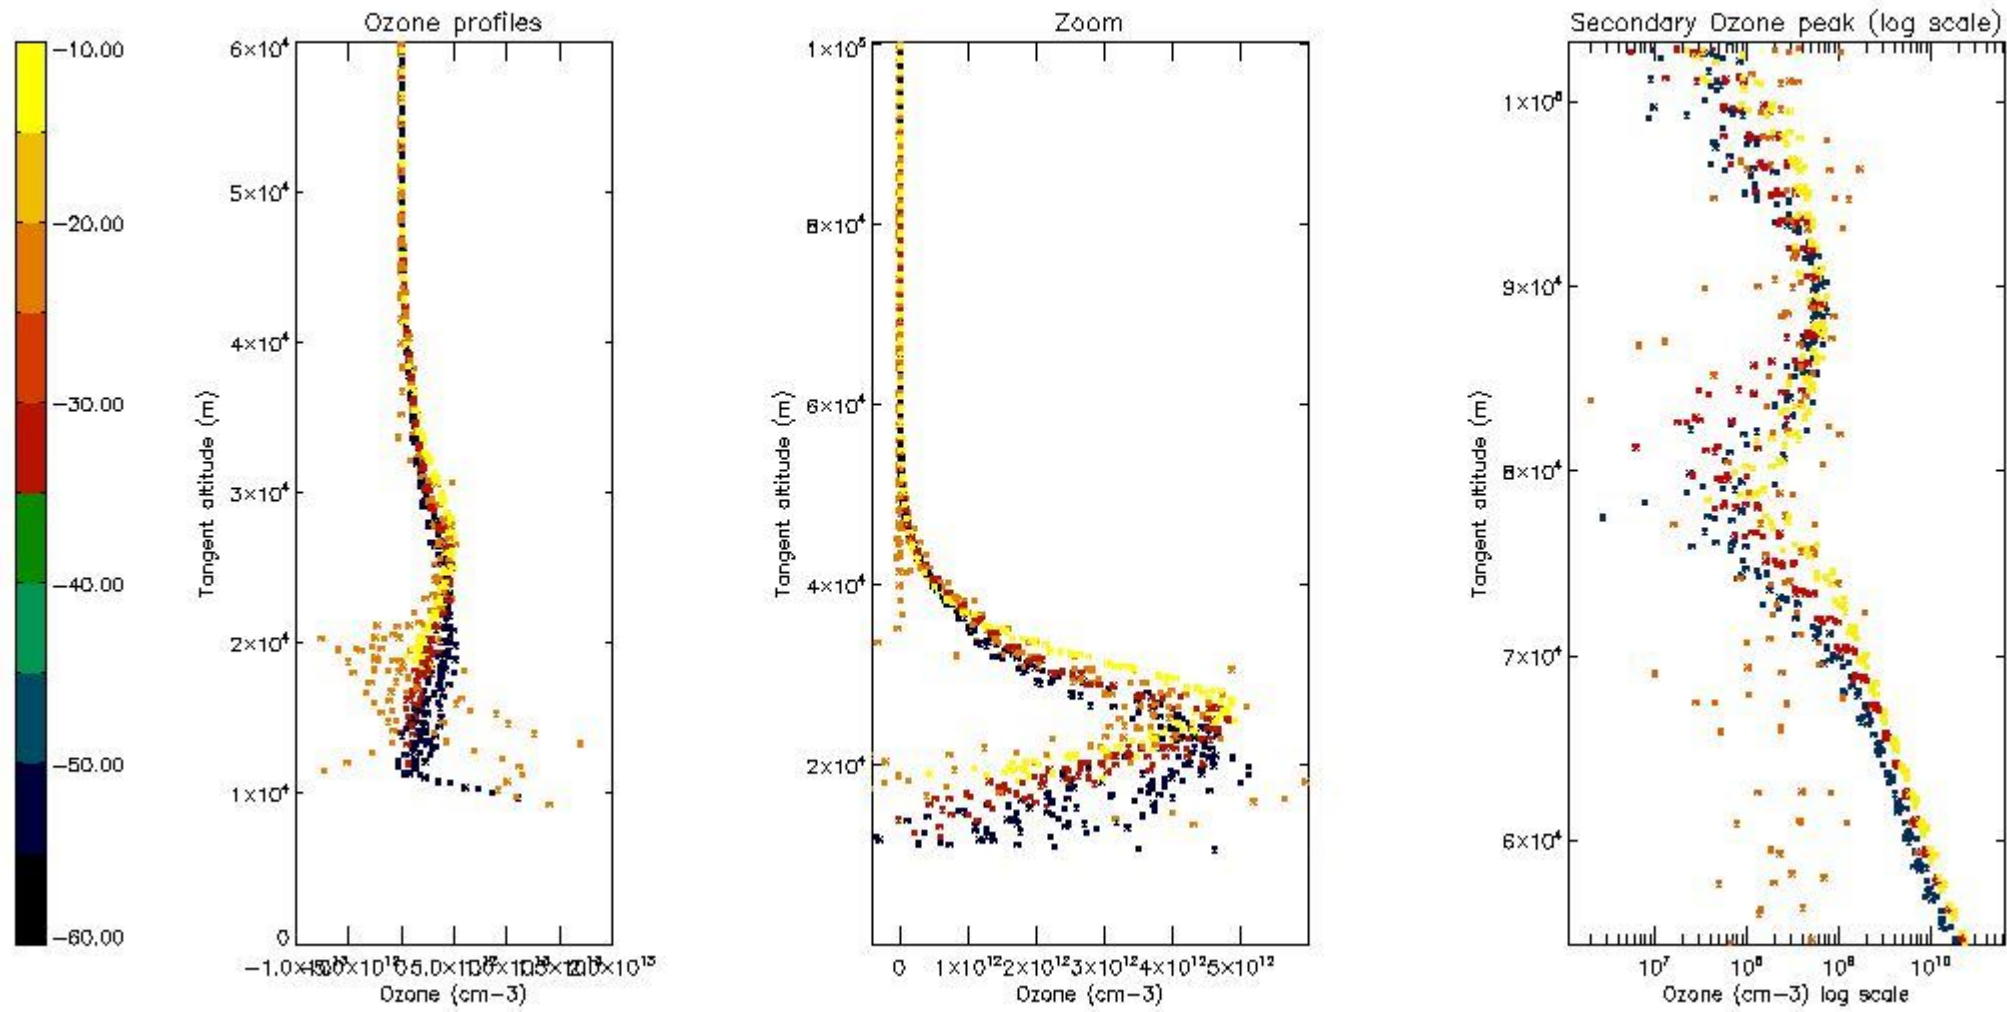 Ozone profiles
Zoom
Secondary Ozone peak (log scale)
−10.00
−20.00
−30.00
−40.00
−50.00
−60.00
6×10⁴
5×10⁴
4×10⁴
3×10⁴
2×10⁴
1×10⁴
0
Tangent altitude (m)
Ozone (cm−3)
1×10⁵
8×10⁴
6×10⁴
4×10⁴
2×10⁴
Tangent altitude (m)
0 1×10¹² 2×10¹² 3×10¹² 4×10¹² 5×10¹²
Ozone (cm−3)
1×10⁵
9×10⁴
8×10⁴
7×10⁴
6×10⁴
Tangent altitude (m)
10⁷ 10⁸ 10⁹ 10¹⁰
Ozone (cm−3) log scale